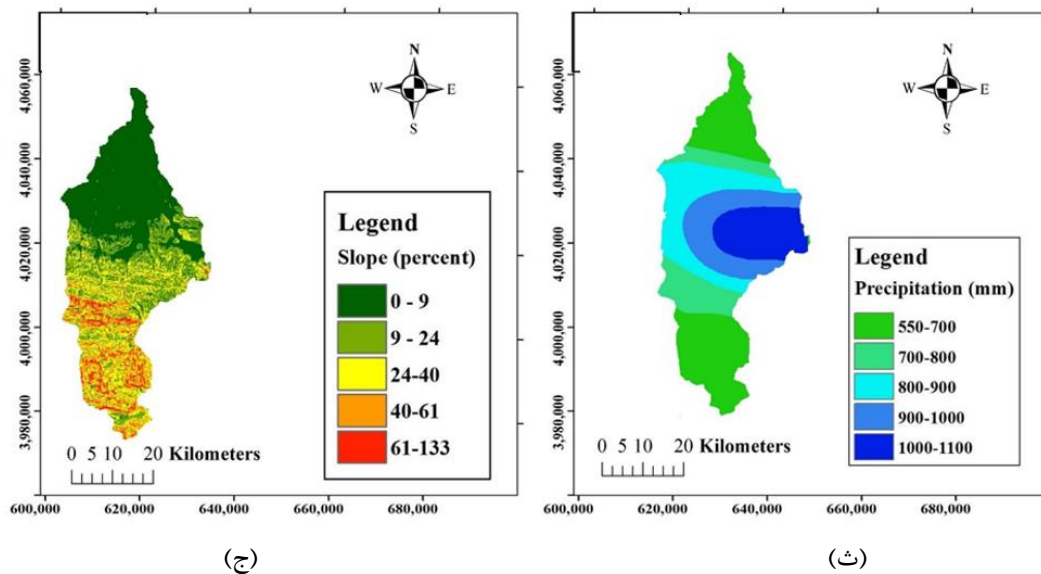 N
W E
S
4,060,000
4,040,000
4,020,000
4,000,000
3,980,000
Legend
Slope (percent)
0 - 9
9 - 24
24-40
40-61
61-133
0 5 10 20 Kilometers
600,000 620,000 640,000 660,000 680,000
(ج)
N
W E
S
4,060,000
4,040,000
4,020,000
4,000,000
3,980,000
Legend
Precipitation (mm)
550-700
700-800
800-900
900-1000
1000-1100
0 5 10 20 Kilometers
600,000 620,000 640,000 660,000 680,000
(ث)